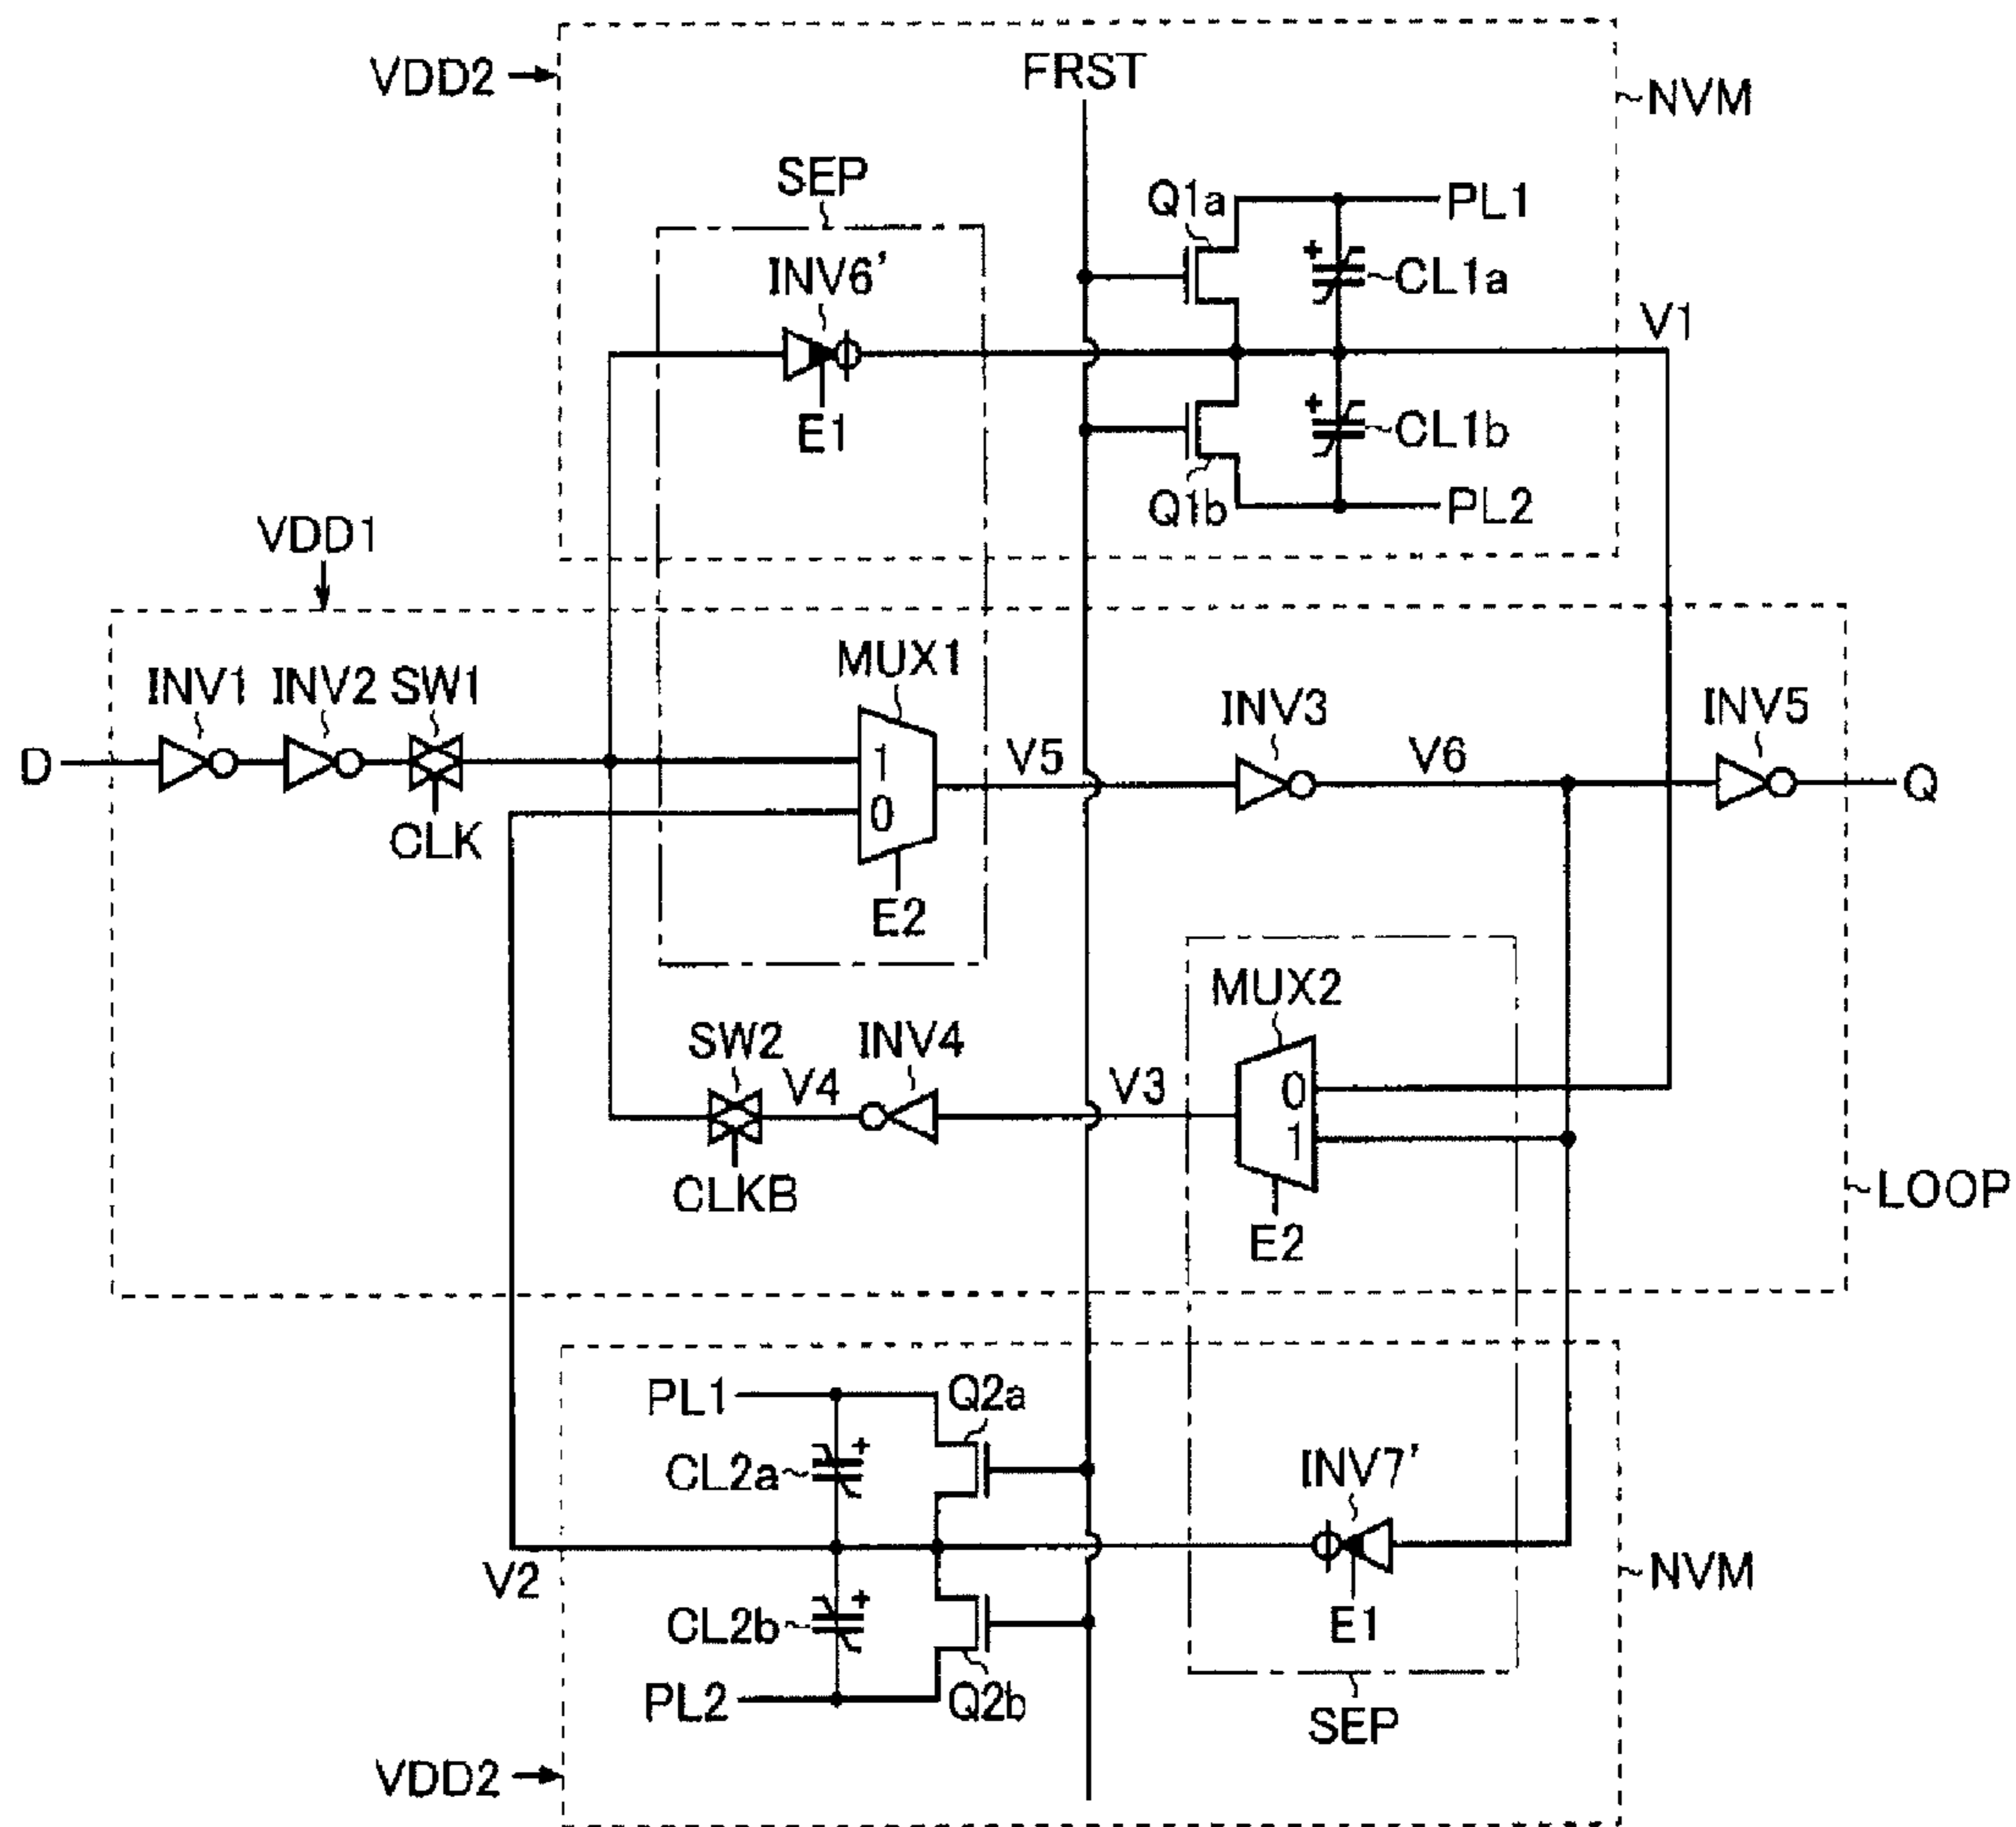 VDD2
FRST
NVM
SEP
Q1a
PL1
INV6'
CL1a
V1
E1
CL1b
Q1b
PL2
VDD1
MUX1
INV1
INV2
SW1
INV3
INV5
D
1
V5
V6
Q
0
CLK
E2
MUX2
SW2
INV4
V4
V3
0
1
CLKB
LOOP
E2
PL1
Q2a
CL2a
INV7'
V2
NVM
CL2b
E1
PL2
Q2b
SEP
VDD2